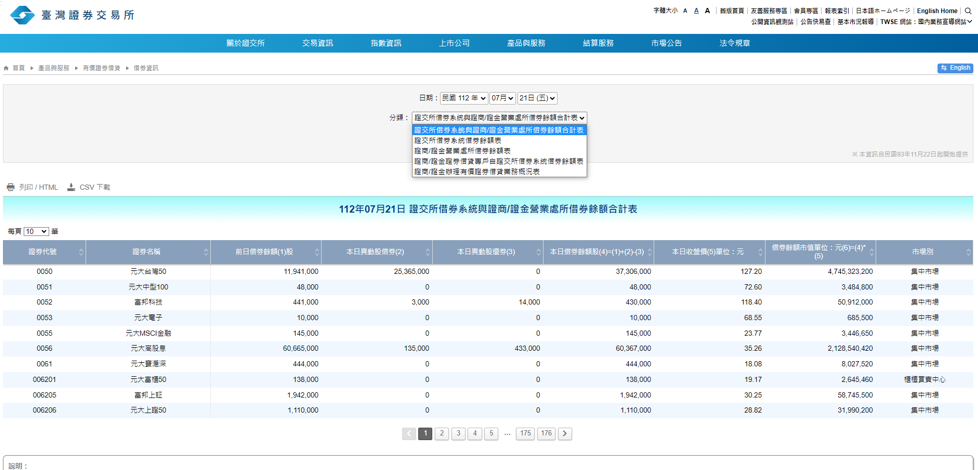 臺灣證券交易所
字體大小 A A A | 舊版首頁 | 友善服務專區 | 會員專區 | 報表索引 | 日本語ホームページ | English Home
公開資訊觀測站 | 公告快易查 | 基本市況報導 | TWSE 網站：國內業務宣導網站
關於證交所 交易資訊 指數資訊 上市公司 產品與服務 結算服務 市場公告 法令規章
首頁 ▸ 產品與服務 ▸ 有價證券借貸 ▸ 借券資訊 English
日期： 民國 112 年 07月 21日 (五)
分類： 證交所借券系統與證商/證金營業處所借券餘額合計表
證交所借券系統與證商/證金營業處所借券餘額合計表
證交所借券系統借券餘額表
證商/證金營業處所借券餘額表
證商/證金證券借貸專戶自證交所借券系統借券餘額表
證商/證金辦理有價證券借貸業務概況表
※ 本資訊自民國93年11月22日起開始提供
列印 / HTML CSV 下載
112年07月21日 證交所借券系統與證商/證金營業處所借券餘額合計表
每頁 10 筆
證券代號 證券名稱 前日借券餘額(1)股 本日異動股借券(2) 本日異動股還券(3) 本日借券餘額股(4)=(1)+(2)-(3) 本日收盤價(5)單位：元 借券餘額市值單位：元(6)=(4)*(5) 市場別
0050 元大台灣50 11,941,000 25,365,000 0 37,306,000 127.20 4,745,323,200 集中市場
0051 元大中型100 48,000 0 0 48,000 72.60 3,484,800 集中市場
0052 富邦科技 441,000 3,000 14,000 430,000 118.40 50,912,000 集中市場
0053 元大電子 10,000 0 0 10,000 68.55 685,500 集中市場
0055 元大MSCI金融 145,000 0 0 145,000 23.77 3,446,650 集中市場
0056 元大高股息 60,665,000 135,000 433,000 60,367,000 35.26 2,128,540,420 集中市場
0061 元大寶滬深 444,000 0 0 444,000 18.08 8,027,520 集中市場
006201 元大富櫃50 138,000 0 0 138,000 19.17 2,645,460 櫃檯買賣中心
006205 富邦上証 1,942,000 0 0 1,942,000 30.25 58,745,500 集中市場
006206 元大上證50 1,110,000 0 0 1,110,000 28.82 31,990,200 集中市場
1 2 3 4 5 … 175 176
說明：